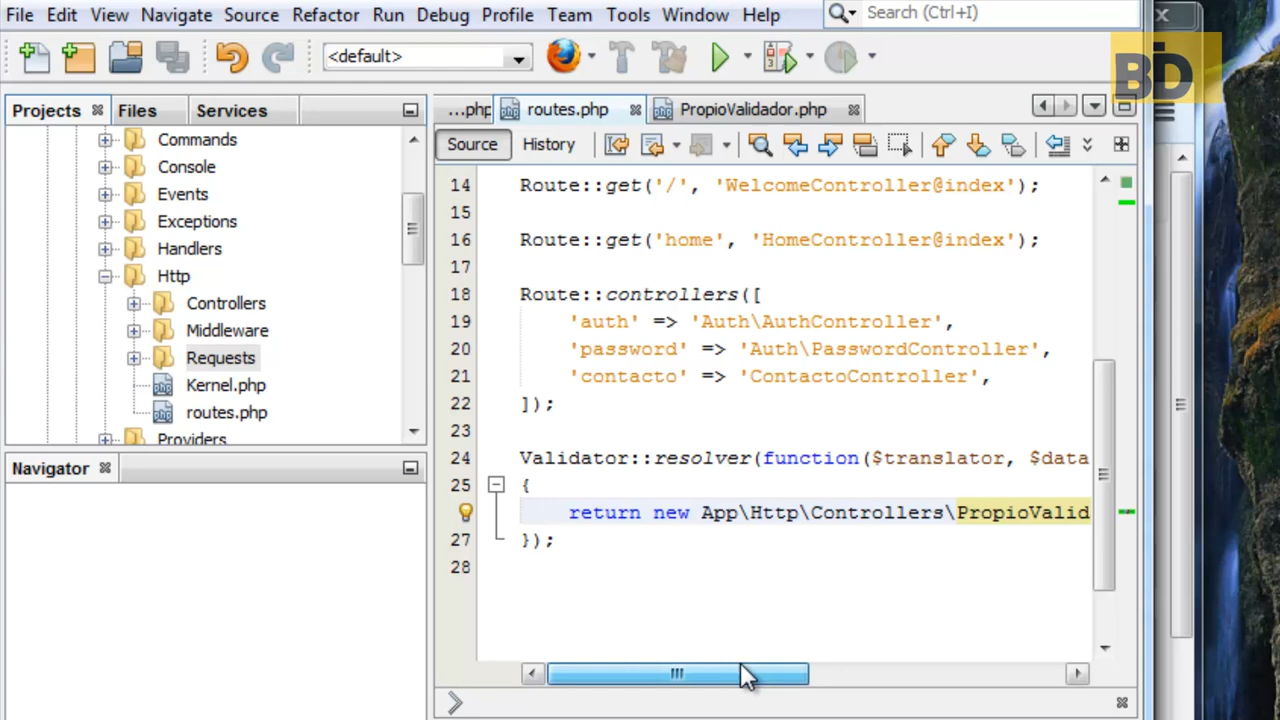 File Edit View Navigate Source Refactor Run Debug Profile Team Tools Window Help Search (Ctrl+I)
<default>
BD
Projects Files Services
...php routes.php PropioValidador.php
Source History
Commands
Console
Events
Exceptions
Handlers
Http
Controllers
Middleware
Requests
Kernel.php
routes.php
Providers
Navigator
14 Route::get('/', 'WelcomeController@index');
15
16 Route::get('home', 'HomeController@index');
17
18 Route::controllers([
19 'auth' => 'Auth\AuthController',
20 'password' => 'Auth\PasswordController',
21 'contacto' => 'ContactoController',
22 ]);
23
24 Validator::resolver(function($translator, $data
25 {
return new App\Http\Controllers\PropioValid
27 });
28